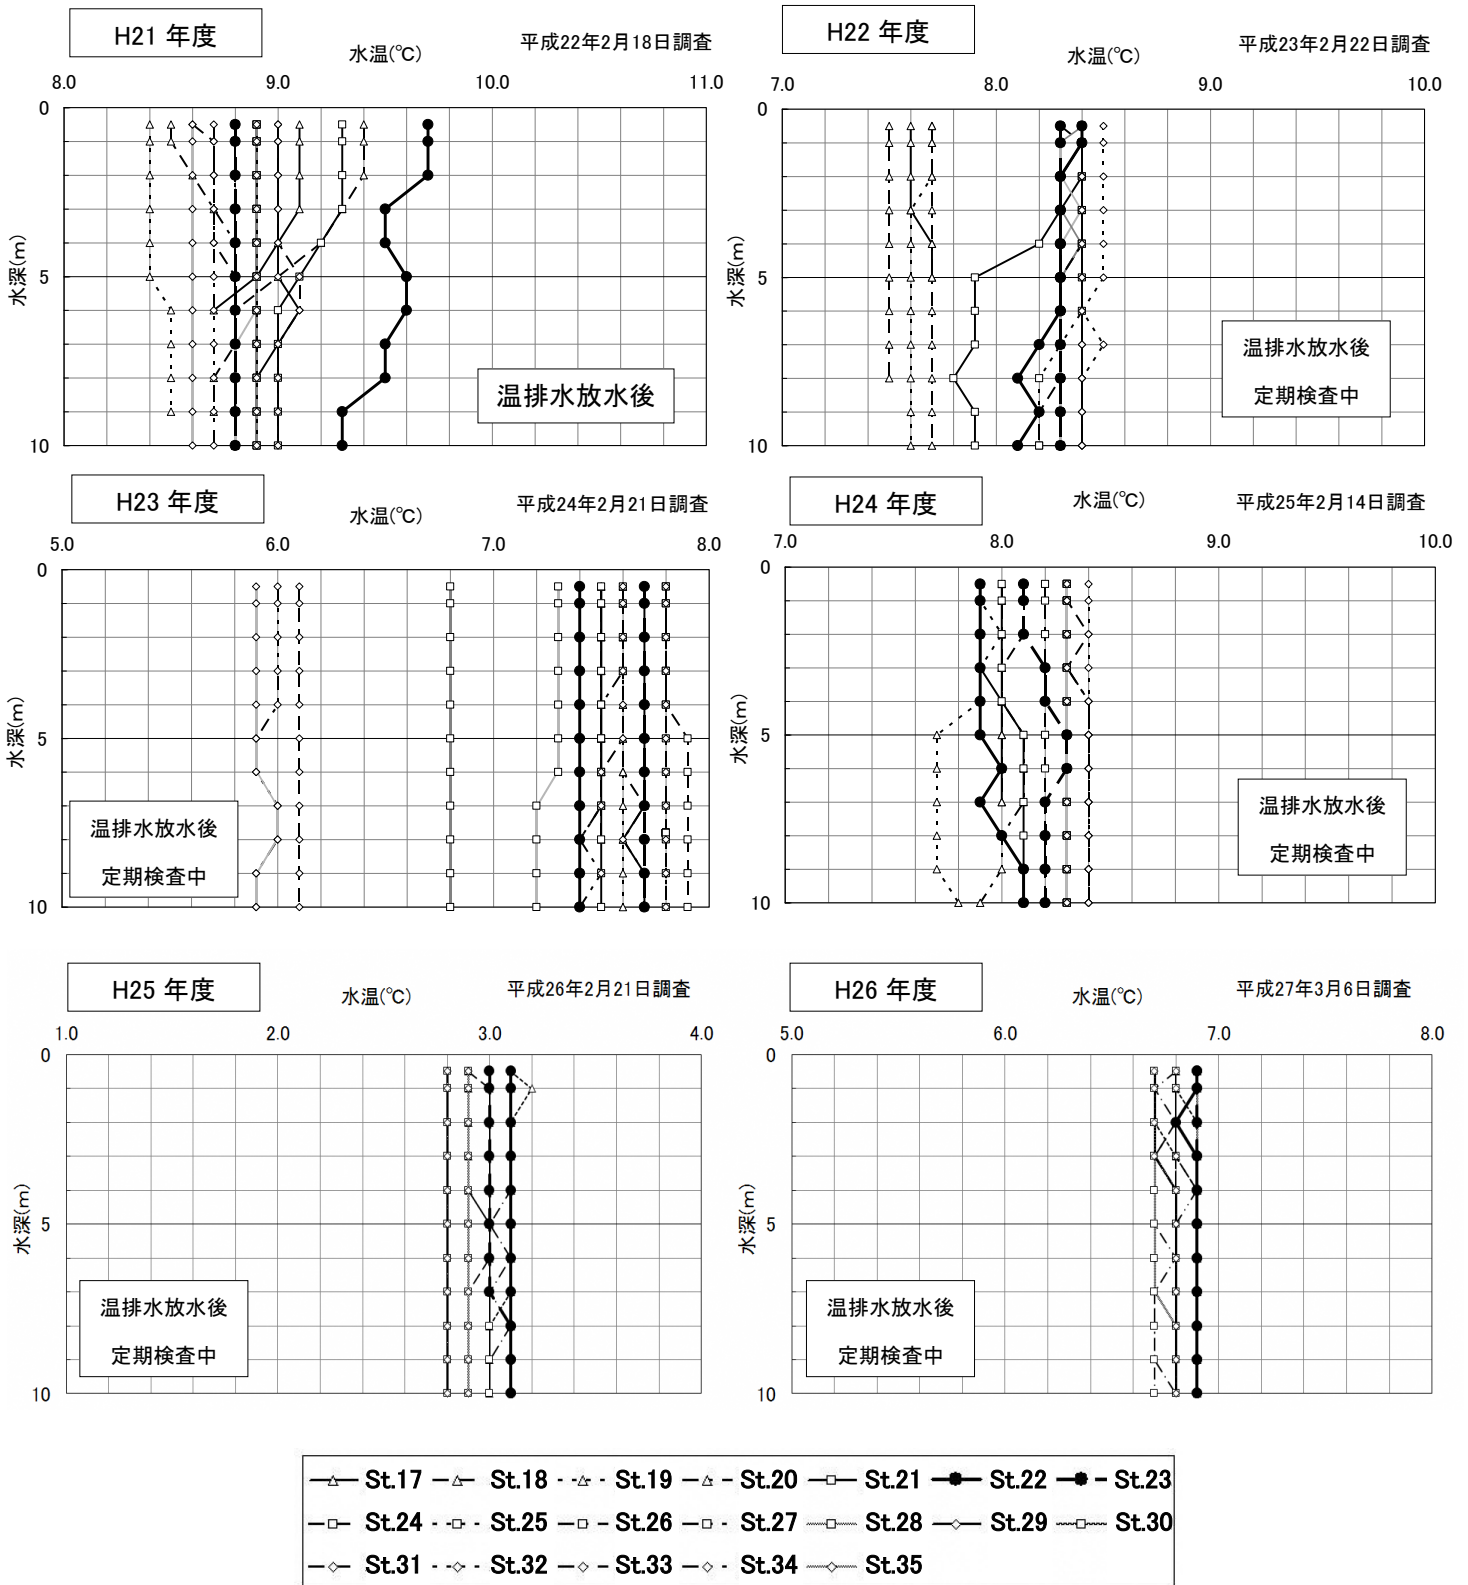 H21 年度
水温(℃)
平成22年2月18日調査
8.0 9.0 10.0 11.0
0
5
10
水深(m)
温排水放水後
H22 年度
水温(℃)
平成23年2月22日調査
7.0 8.0 9.0 10.0
0
5
10
水深(m)
温排水放水後
定期検査中
H23 年度
水温(℃)
平成24年2月21日調査
5.0 6.0 7.0 8.0
0
5
10
水深(m)
温排水放水後
定期検査中
H24 年度
水温(℃)
平成25年2月14日調査
7.0 8.0 9.0 10.0
0
5
10
水深(m)
温排水放水後
定期検査中
H25 年度
水温(℃)
平成26年2月21日調査
1.0 2.0 3.0 4.0
0
5
10
水深(m)
温排水放水後
定期検査中
H26 年度
水温(℃)
平成27年3月6日調査
5.0 6.0 7.0 8.0
0
5
10
水深(m)
温排水放水後
定期検査中
St.17 St.18 St.19 St.20 St.21 St.22 St.23
St.24 St.25 St.26 St.27 St.28 St.29 St.30
St.31 St.32 St.33 St.34 St.35